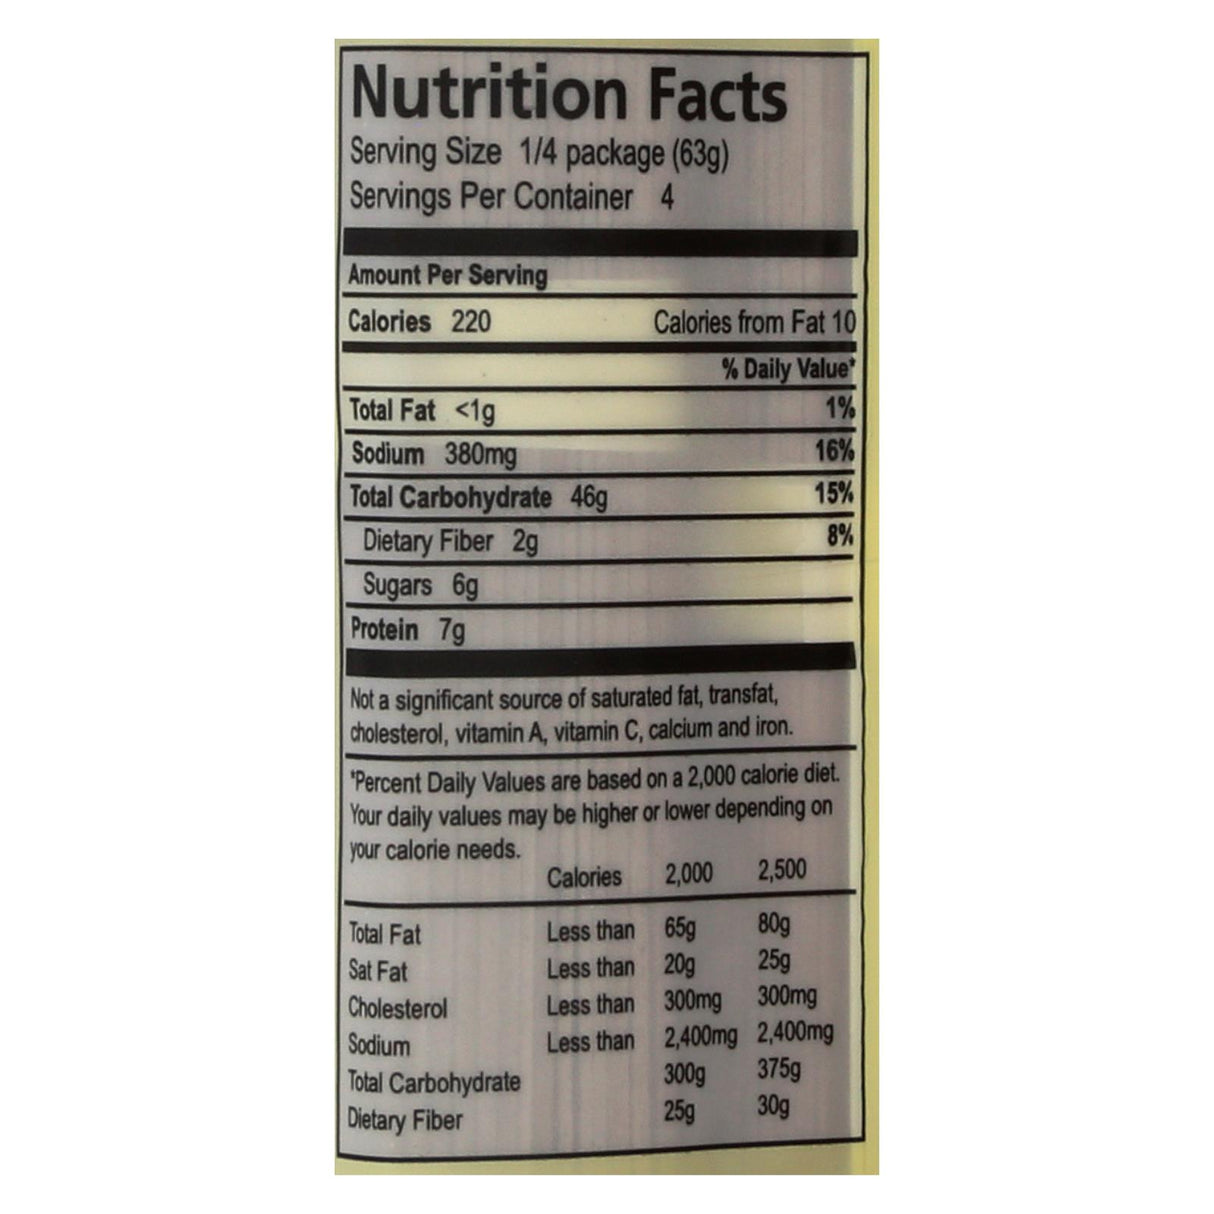 Nutrition Facts
Serving Size 1/4 package (63g)
Servings Per Container 4
Amount Per Serving
Calories 220 Calories from Fat 10
% Daily Value*
Total Fat <1g 1%
Sodium 380mg 16%
Total Carbohydrate 46g 15%
Dietary Fiber 2g 8%
Sugars 6g
Protein 7g
Not a significant source of saturated fat, transfat,
cholesterol, vitamin A, vitamin C, calcium and iron.
*Percent Daily Values are based on a 2,000 calorie diet.
Your daily values may be higher or lower depending on
your calorie needs.
Calories 2,000 2,500
Total Fat Less than 65g 80g
Sat Fat Less than 20g 25g
Cholesterol Less than 300mg 300mg
Sodium Less than 2,400mg 2,400mg
Total Carbohydrate 300g 375g
Dietary Fiber 25g 30g